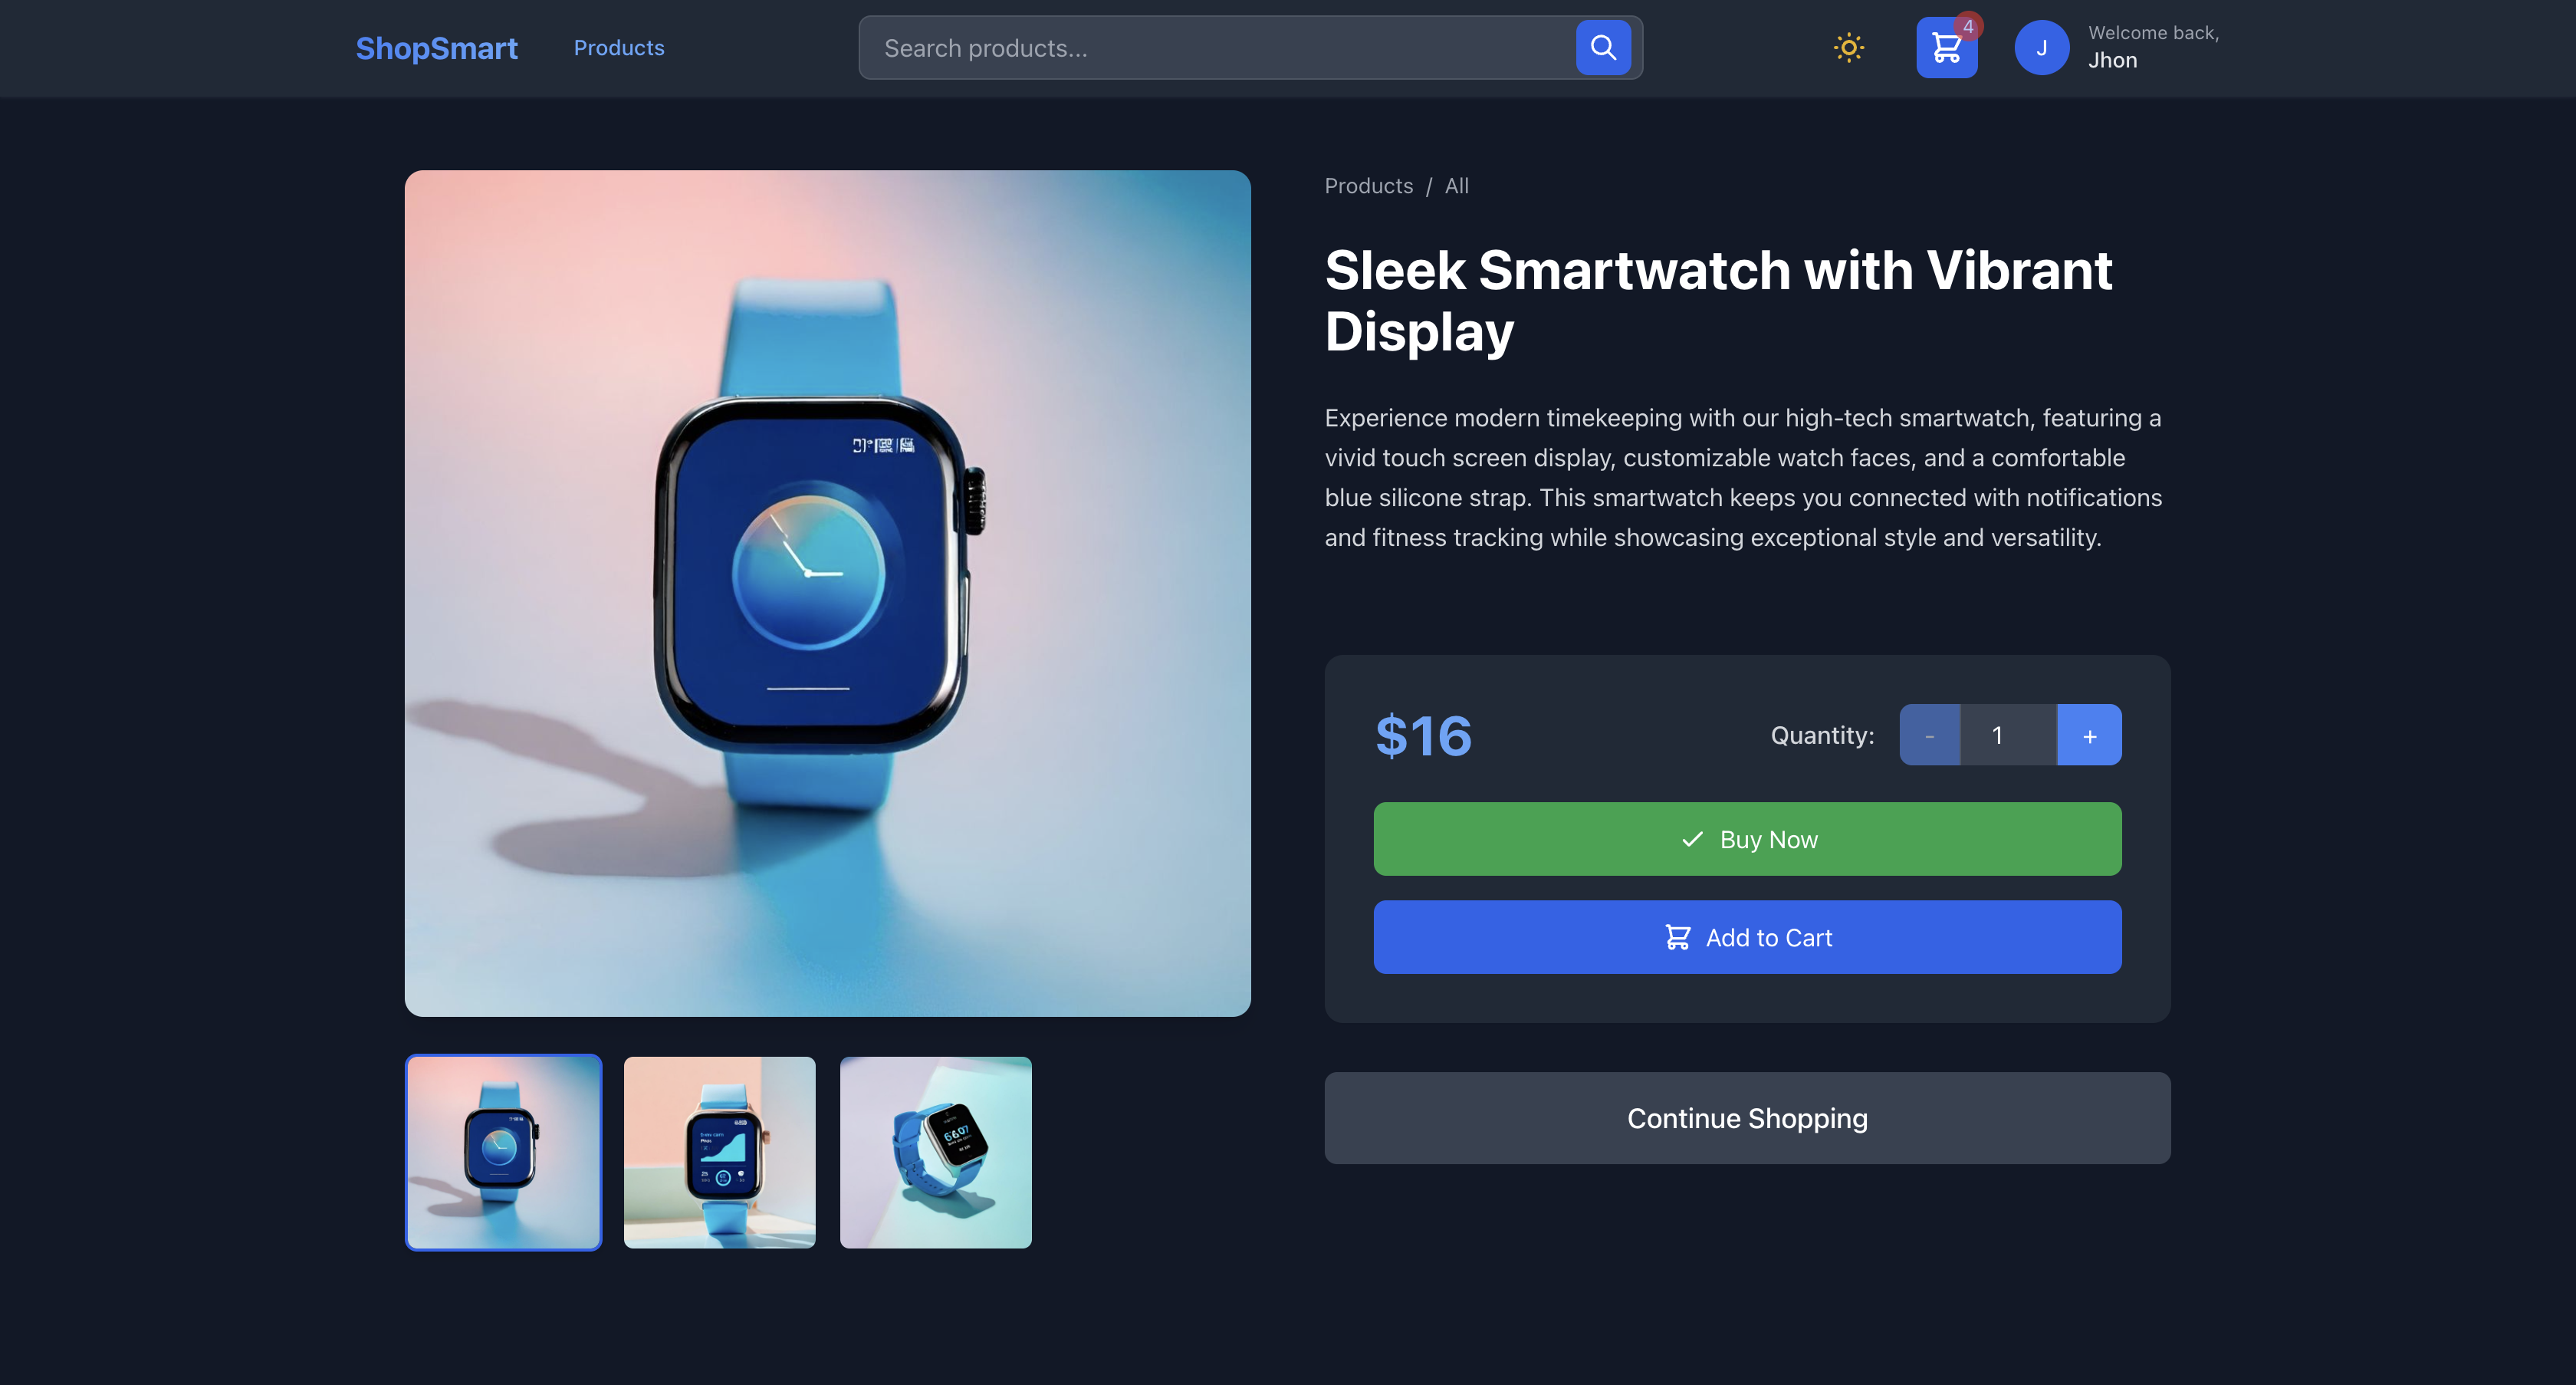 ShopSmart
Products
Search products...
4
J
Welcome back,
Jhon
Products / All
Sleek Smartwatch with Vibrant
Display
Experience modern timekeeping with our high-tech smartwatch, featuring a
vivid touch screen display, customizable watch faces, and a comfortable
blue silicone strap. This smartwatch keeps you connected with notifications
and fitness tracking while showcasing exceptional style and versatility.
$16
Quantity:
-
1
+
Buy Now
Add to Cart
Continue Shopping